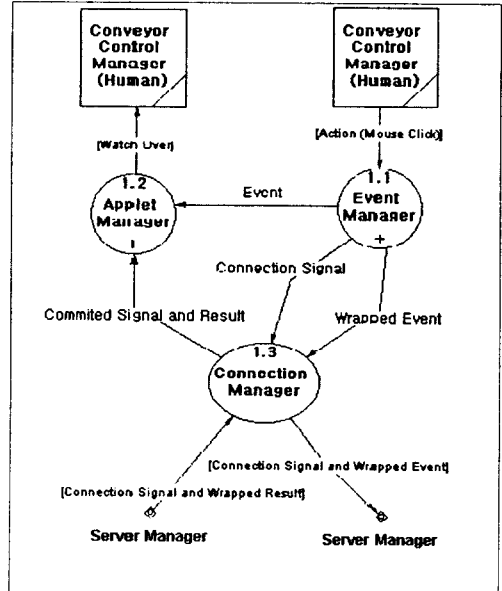 Conveyor
Control
Manager
(Human)
Conveyor
Control
Manager
(Human)
[Watch Over]
[Action (Mouse Click)]
1.2
Applet
Manager
1.1
Event
Manager
+
Event
Connection Signal
Commited Signal and Result
Wrapped Event
1.3
Connection
Manager
[Connection Signal and Wrapped Event]
[Connection Signal and Wrapped Result]
Server Manager
Server Manager